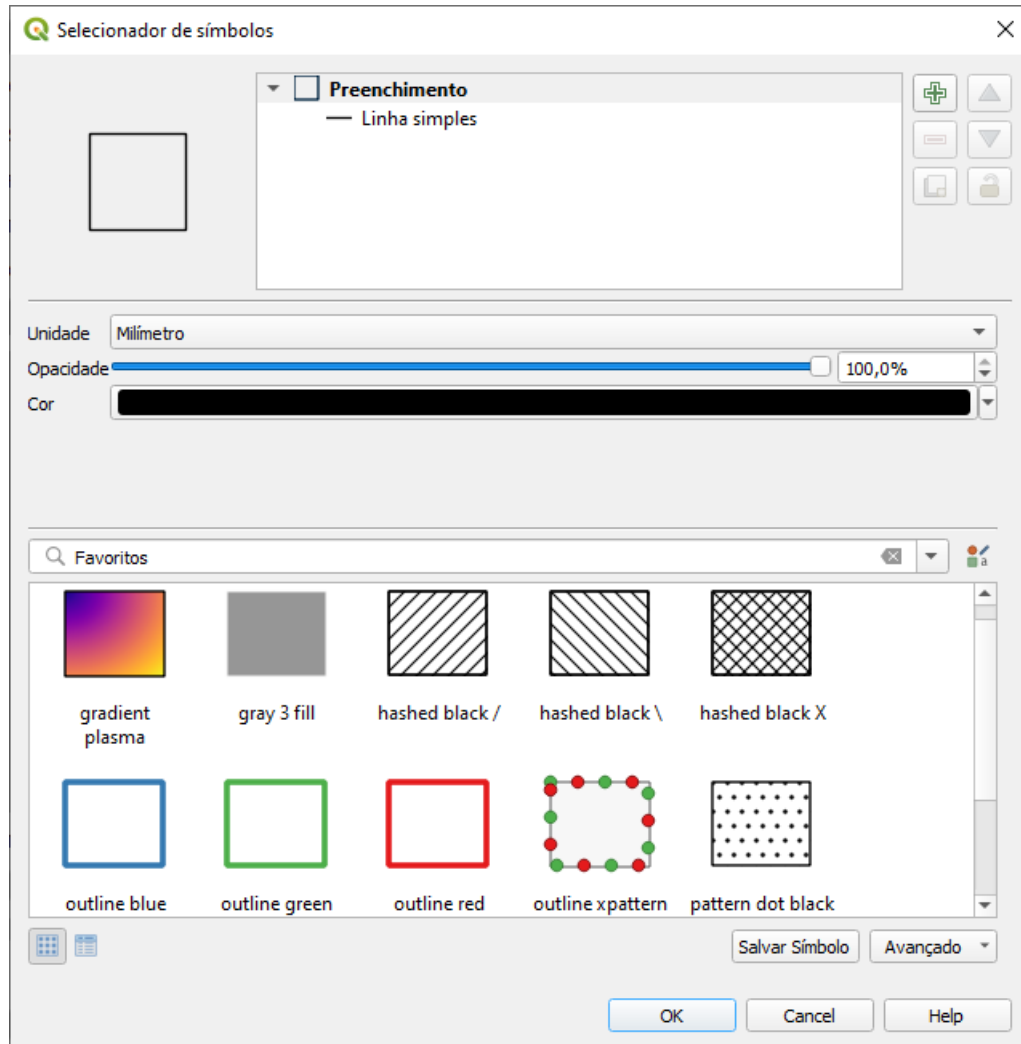 Selecionador de símbolos
Preenchimento
Linha simples
Unidade Milímetro
Opacidade 100,0%
Cor
Favoritos
a
gradient plasma
gray 3 fill
hashed black /
hashed black \
hashed black X
outline blue
outline green
outline red
outline xpattern
pattern dot black
Salvar Símbolo Avançado
OK Cancel Help